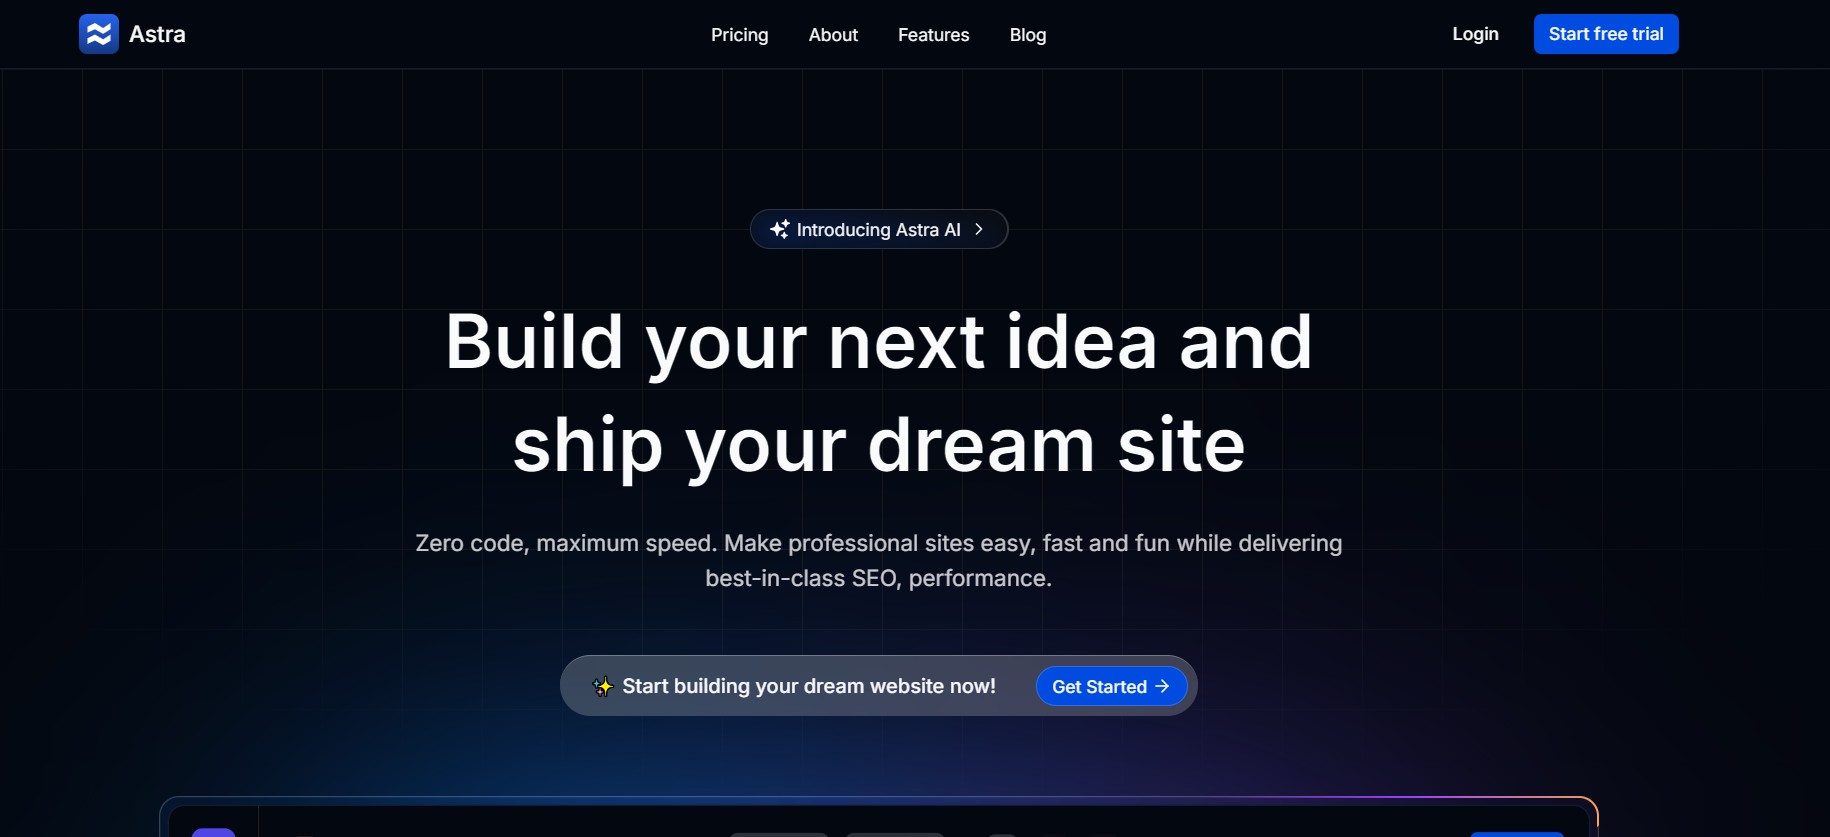 Astra
Pricing
About
Features
Blog
Login
Start free trial
Introducing Astra AI
Build your next idea and
ship your dream site
Zero code, maximum speed. Make professional sites easy, fast and fun while delivering
best-in-class SEO, performance.
✨ Start building your dream website now!
Get Started →